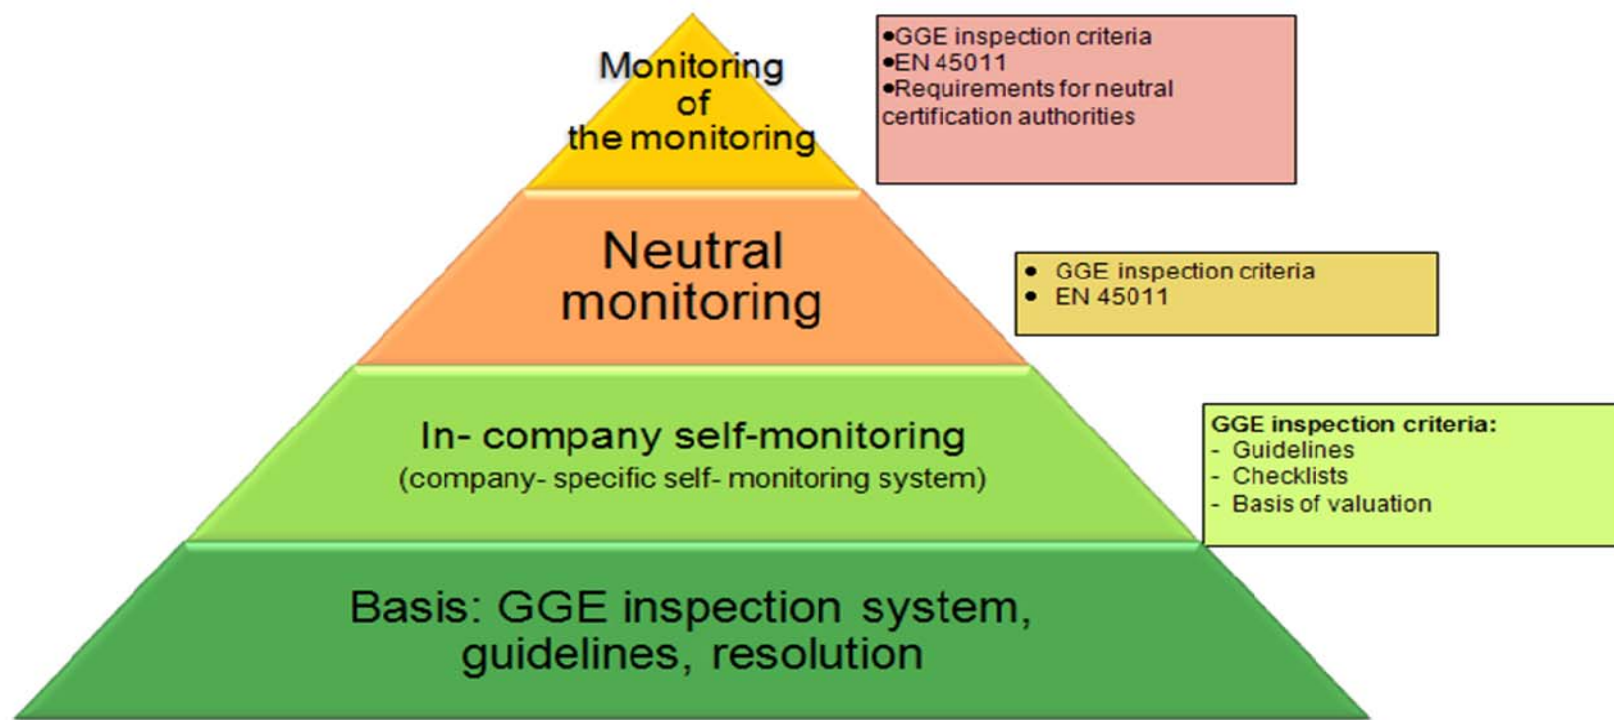 Monitoring
of
the monitoring
•GGE inspection criteria
•EN 45011
•Requirements for neutral
certification authorities
Neutral
monitoring
• GGE inspection criteria
• EN 45011
In- company self-monitoring
(company- specific self- monitoring system)
GGE inspection criteria:
- Guidelines
- Checklists
- Basis of valuation
Basis: GGE inspection system,
guidelines, resolution